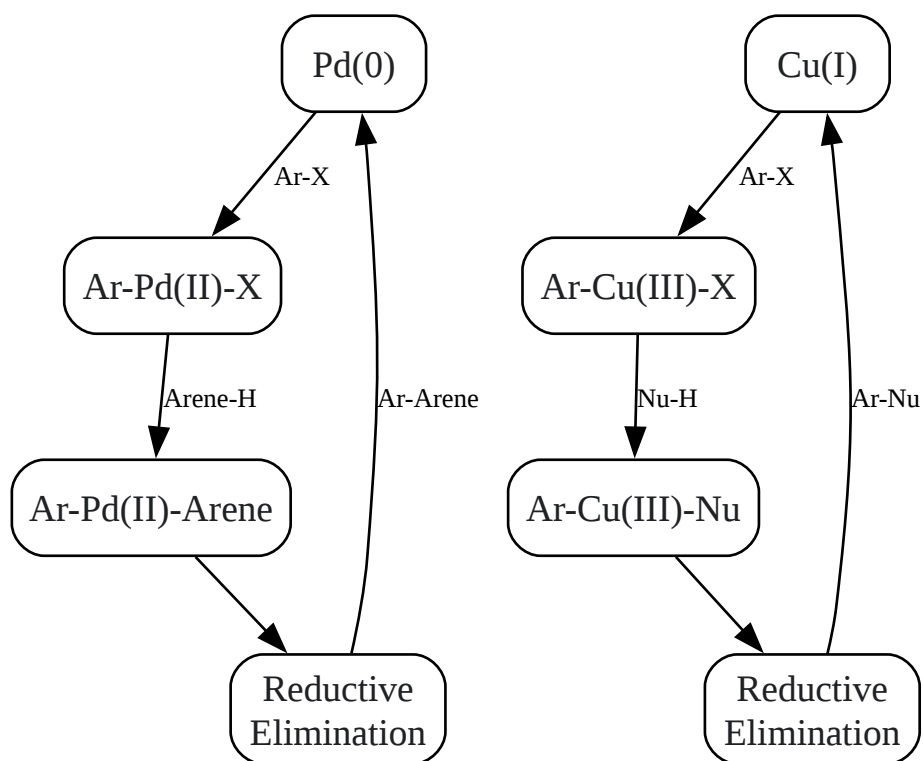 Pd(0)
Ar-X
Ar-Pd(II)-X
Arene-H
Ar-Arene
Ar-Pd(II)-Arene
Reductive
Elimination
Cu(I)
Ar-X
Ar-Cu(III)-X
Nu-H
Ar-Nu
Ar-Cu(III)-Nu
Reductive
Elimination